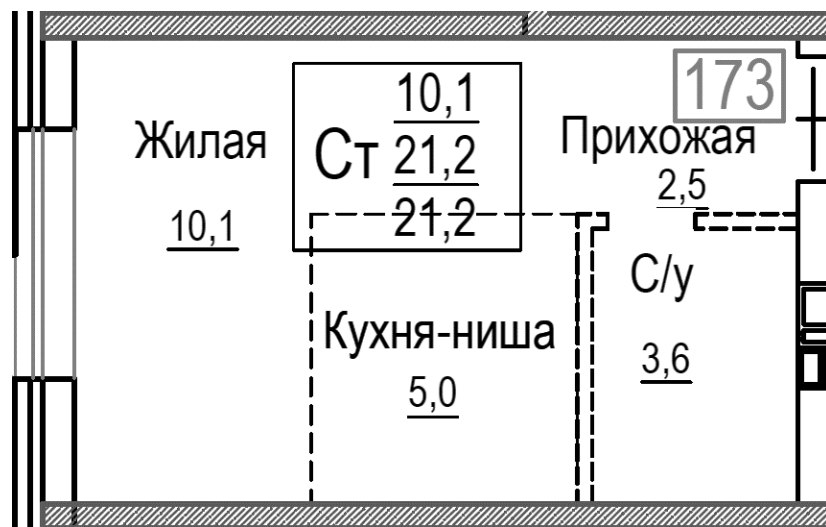 173
10,1
Ст 21,2
21,2
Жилая
10,1
Прихожая
2,5
С/у
3,6
Кухня-ниша
5,0